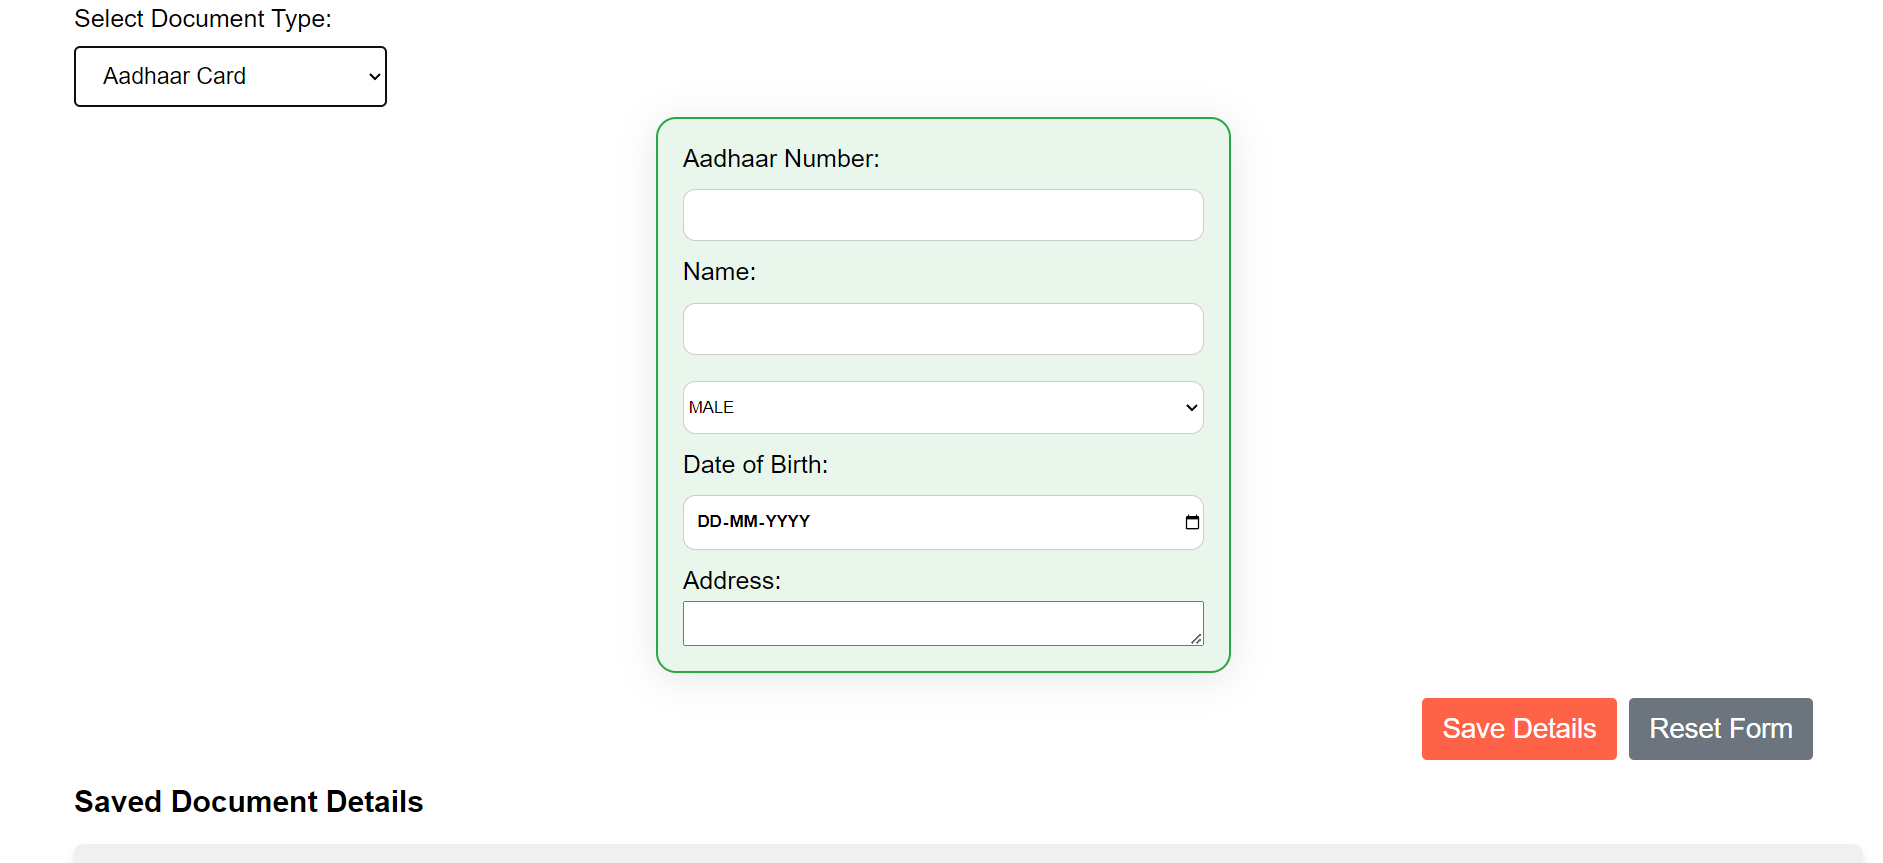 Select Document Type:
Aadhaar Card
Aadhaar Number:
Name:
MALE
Date of Birth:
DD-MM-YYYY
Address:
Save Details
Reset Form
Saved Document Details